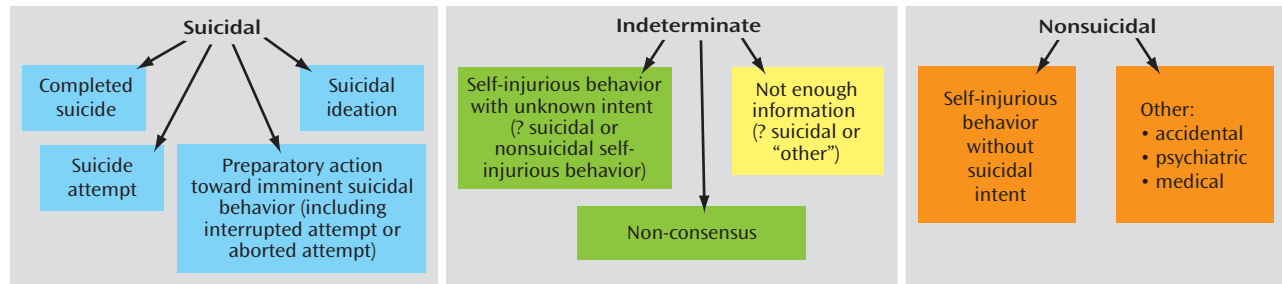 Suicidal
Completed
suicide
Suicidal
ideation
Suicide
attempt
Preparatory action
toward imminent suicidal
behavior (including
interrupted attempt or
aborted attempt)
Indeterminate
Self-injurious behavior
with unknown intent
(? suicidal or
nonsuicidal self-
injurious behavior)
Not enough
information
(? suicidal or
“other”)
Non-consensus
Nonsuicidal
Self-injurious
behavior
without
suicidal
intent
Other:
• accidental
• psychiatric
• medical